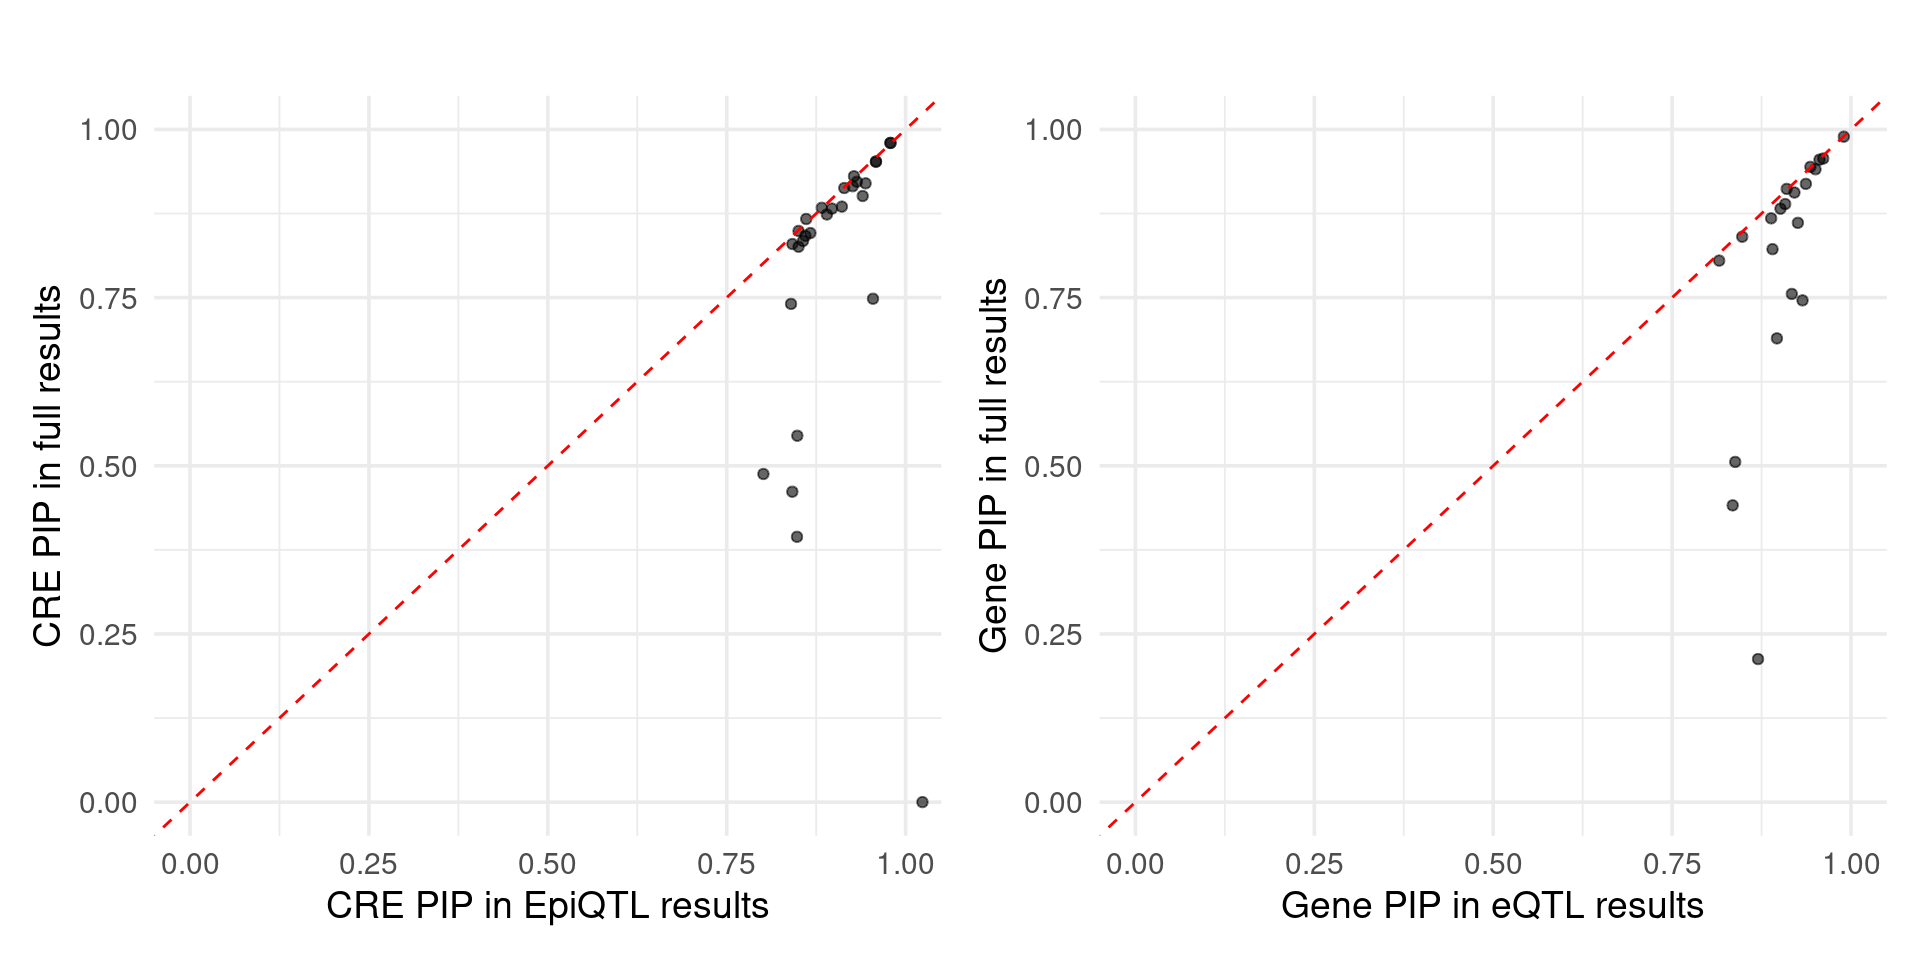 CRE PIP in full results
1.00
0.75
0.50
0.25
0.00
0.00 0.25 0.50 0.75 1.00
CRE PIP in EpiQTL results
Gene PIP in full results
1.00
0.75
0.50
0.25
0.00
0.00 0.25 0.50 0.75 1.00
Gene PIP in eQTL results